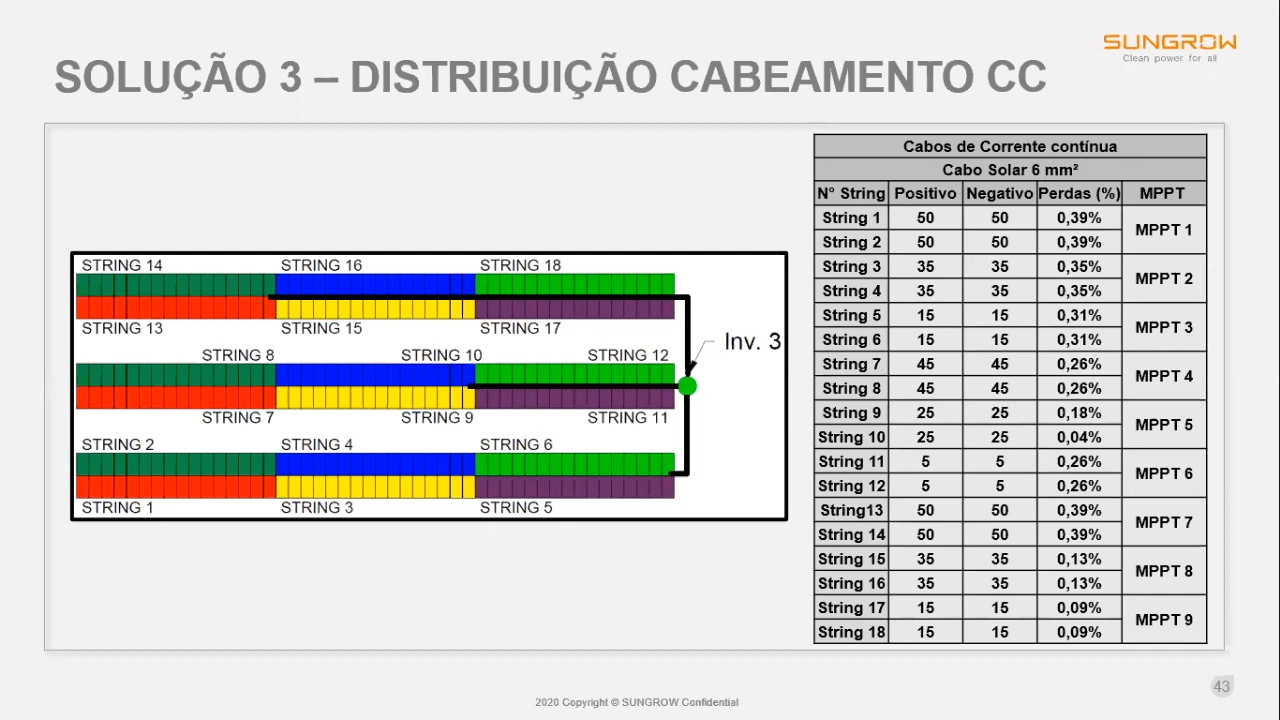 SUNGROW
Clean power for all
SOLUÇÃO 3 – DISTRIBUIÇÃO CABEAMENTO CC
STRING 14 STRING 16 STRING 18
STRING 13 STRING 15 STRING 17
Inv. 3
STRING 8 STRING 10 STRING 12
STRING 7 STRING 9 STRING 11
STRING 2 STRING 4 STRING 6
STRING 1 STRING 3 STRING 5
Cabos de Corrente contínua
Cabo Solar 6 mm²
N° String Positivo Negativo Perdas (%) MPPT
String 1 50 50 0,39% MPPT 1
String 2 50 50 0,39%
String 3 35 35 0,35% MPPT 2
String 4 35 35 0,35%
String 5 15 15 0,31% MPPT 3
String 6 15 15 0,31%
String 7 45 45 0,26% MPPT 4
String 8 45 45 0,26%
String 9 25 25 0,18% MPPT 5
String 10 25 25 0,04%
String 11 5 5 0,26% MPPT 6
String 12 5 5 0,26%
String13 50 50 0,39% MPPT 7
String 14 50 50 0,39%
String 15 35 35 0,13% MPPT 8
String 16 35 35 0,13%
String 17 15 15 0,09% MPPT 9
String 18 15 15 0,09%
2020 Copyright © SUNGROW.Confidential
43